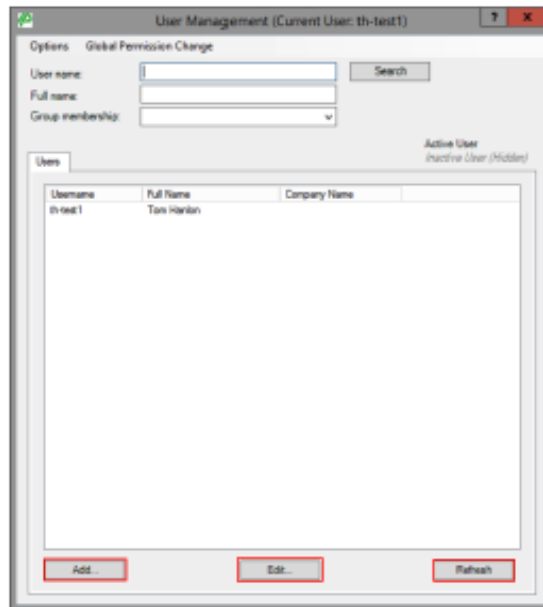 User Management (Current User: th-test1) ? x
Options Global Permission Change
User name: Search
Full name:
Group membership:
Active User
Inactive User (Hidden)
Users
Username Full Name Company Name
th-test1 Tom Hanlon
Add... Edit... Refresh